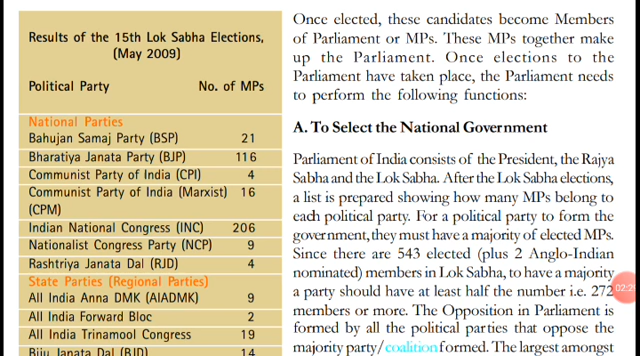 Results of the 15th Lok Sabha Elections,
(May 2009)
Political Party No. of MPs
National Parties
Bahujan Samaj Party (BSP) 21
Bharatiya Janata Party (BJP) 116
Communist Party of India (CPI) 4
Communist Party of India (Marxist) 16
(CPM)
Indian National Congress (INC) 206
Nationalist Congress Party (NCP) 9
Rashtriya Janata Dal (RJD) 4
State Parties (Regional Parties)
All India Anna DMK (AIADMK) 9
All India Forward Bloc 2
All India Trinamool Congress 19
Biju Janata Dal (BJD) 14
Once elected, these candidates become Members
of Parliament or MPs. These MPs together make
up the Parliament. Once elections to the
Parliament have taken place, the Parliament needs
to perform the following functions:
A. To Select the National Government
Parliament of India consists of the President, the Rajya
Sabha and the Lok Sabha. After the Lok Sabha elections,
a list is prepared showing how many MPs belong to
each political party. For a political party to form the
government, they must have a majority of elected MPs.
Since there are 543 elected (plus 2 Anglo-Indian
nominated) members in Lok Sabha, to have a majority
a party should have at least half the number i.e. 272
members or more. The Opposition in Parliament is
formed by all the political parties that oppose the
majority party/coalition formed. The largest amongst